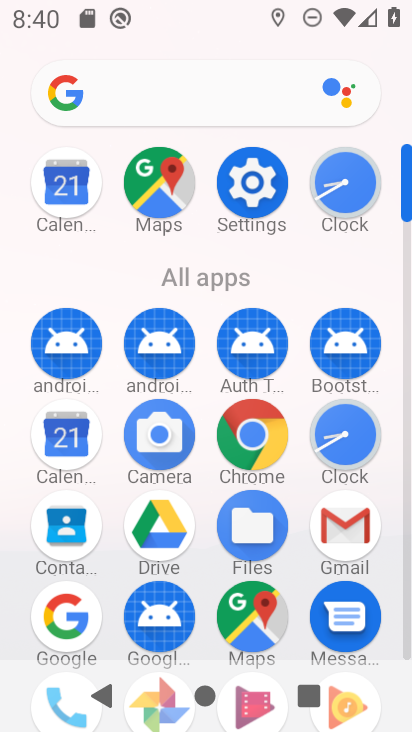 8:40
G
21
G
Calen... Maps Settings Clock
All apps
androi... androi... Auth T... Bootst...
21
Calen... Camera Chrome Clock
Conta... Drive Files Gmail
G
G
Google Googl... Maps Messa...